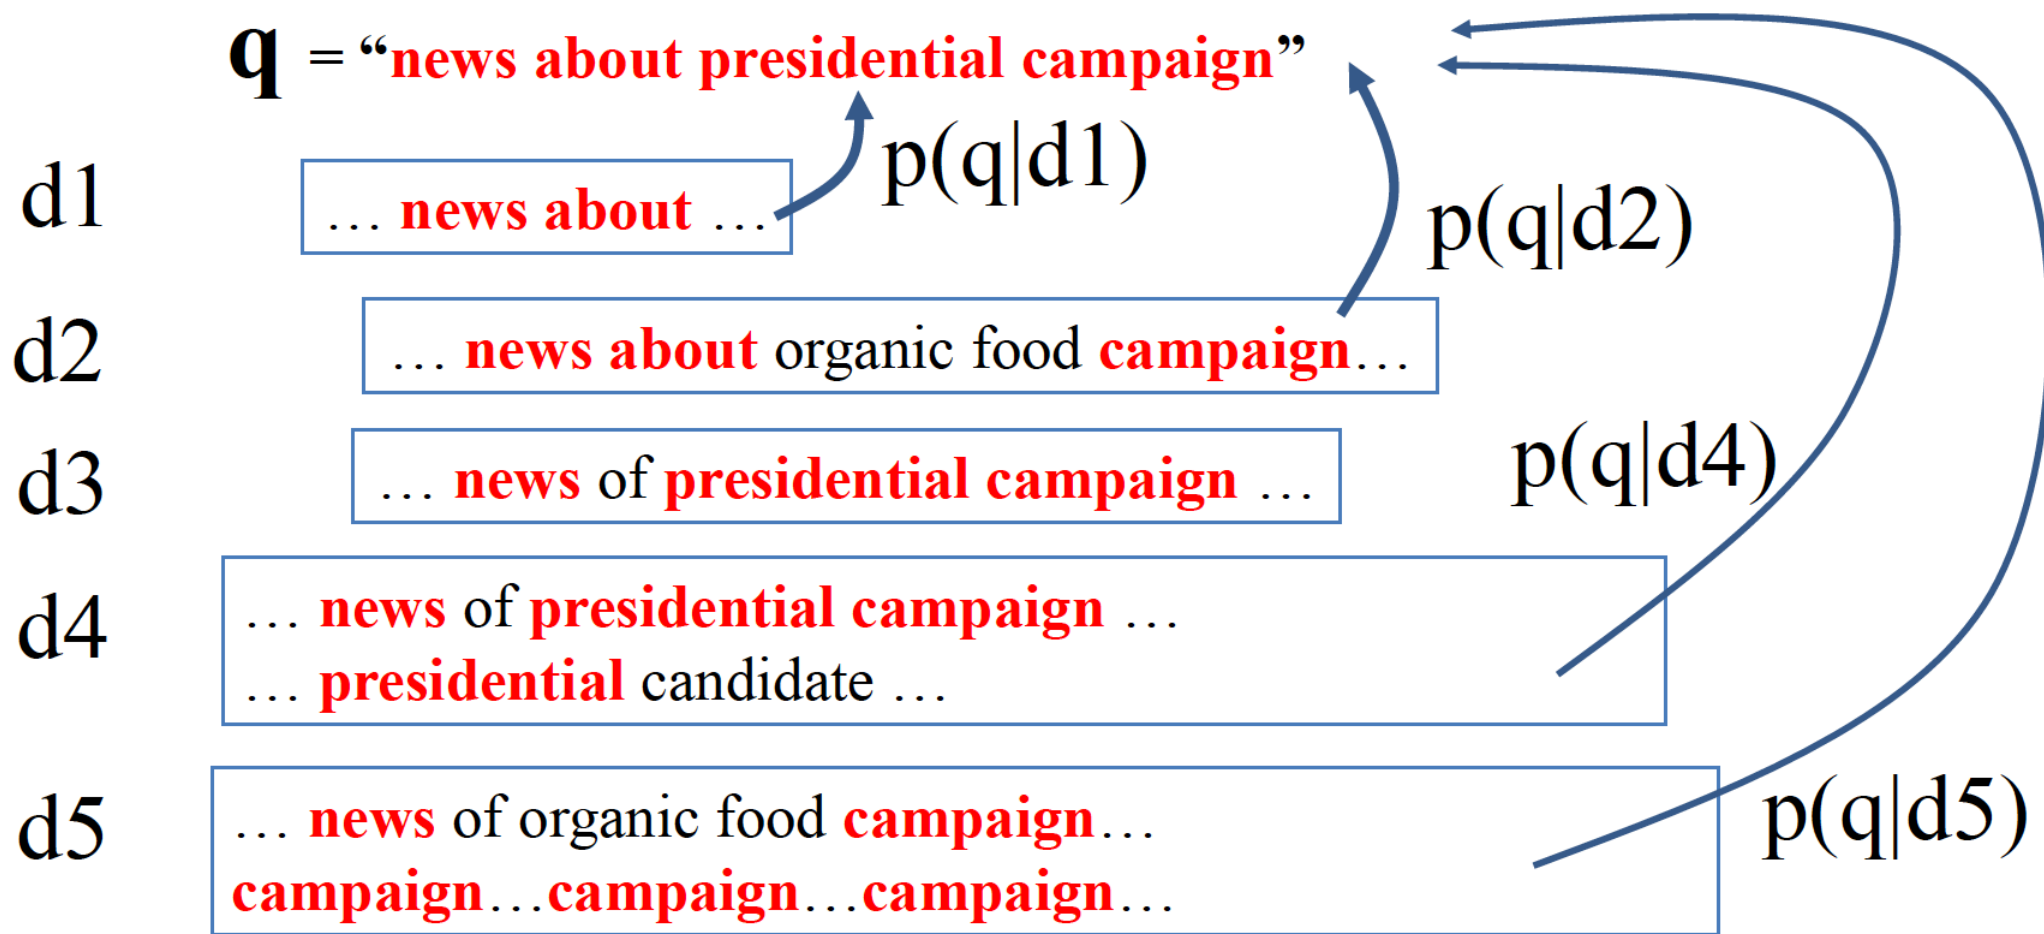 q = “news about presidential campaign”
p(q|d1)
d1
… news about …
p(q|d2)
d2
… news about organic food campaign…
d3
… news of presidential campaign …
p(q|d4)
d4
… news of presidential campaign …
… presidential candidate …
d5
… news of organic food campaign…
campaign…campaign…campaign…
p(q|d5)